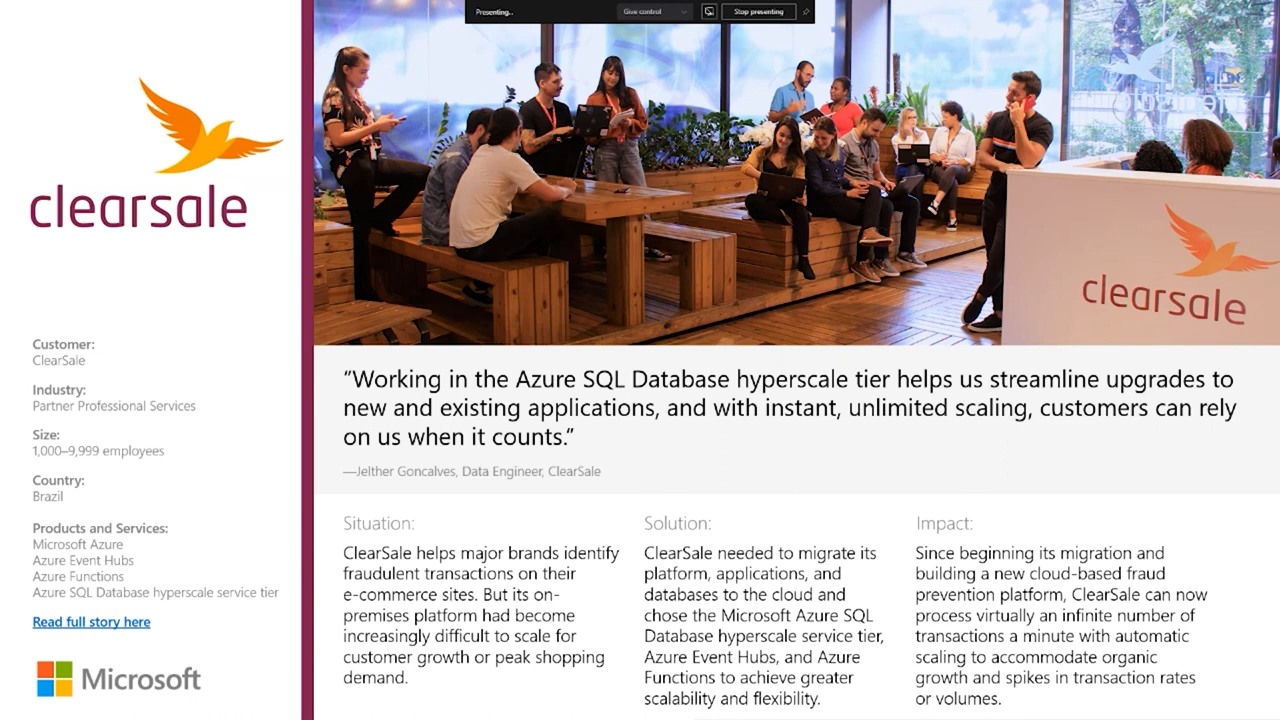 Presenting...
Give control
Stop presenting
clearsale
clearsale
Customer:
ClearSale
Industry:
Partner Professional Services
Size:
1,000–9,999 employees
Country:
Brazil
Products and Services:
Microsoft Azure
Azure Event Hubs
Azure Functions
Azure SQL Database hyperscale service tier
Read full story here
Microsoft
“Working in the Azure SQL Database hyperscale tier helps us streamline upgrades to
new and existing applications, and with instant, unlimited scaling, customers can rely
on us when it counts.”
—Jelther Goncalves, Data Engineer, ClearSale
Situation:
ClearSale helps major brands identify
fraudulent transactions on their
e-commerce sites. But its on-
premises platform had become
increasingly difficult to scale for
customer growth or peak shopping
demand.
Solution:
ClearSale needed to migrate its
platform, applications, and
databases to the cloud and
chose the Microsoft Azure SQL
Database hyperscale service tier,
Azure Event Hubs, and Azure
Functions to achieve greater
scalability and flexibility.
Impact:
Since beginning its migration and
building a new cloud-based fraud
prevention platform, ClearSale can now
process virtually an infinite number of
transactions a minute with automatic
scaling to accommodate organic
growth and spikes in transaction rates
or volumes.